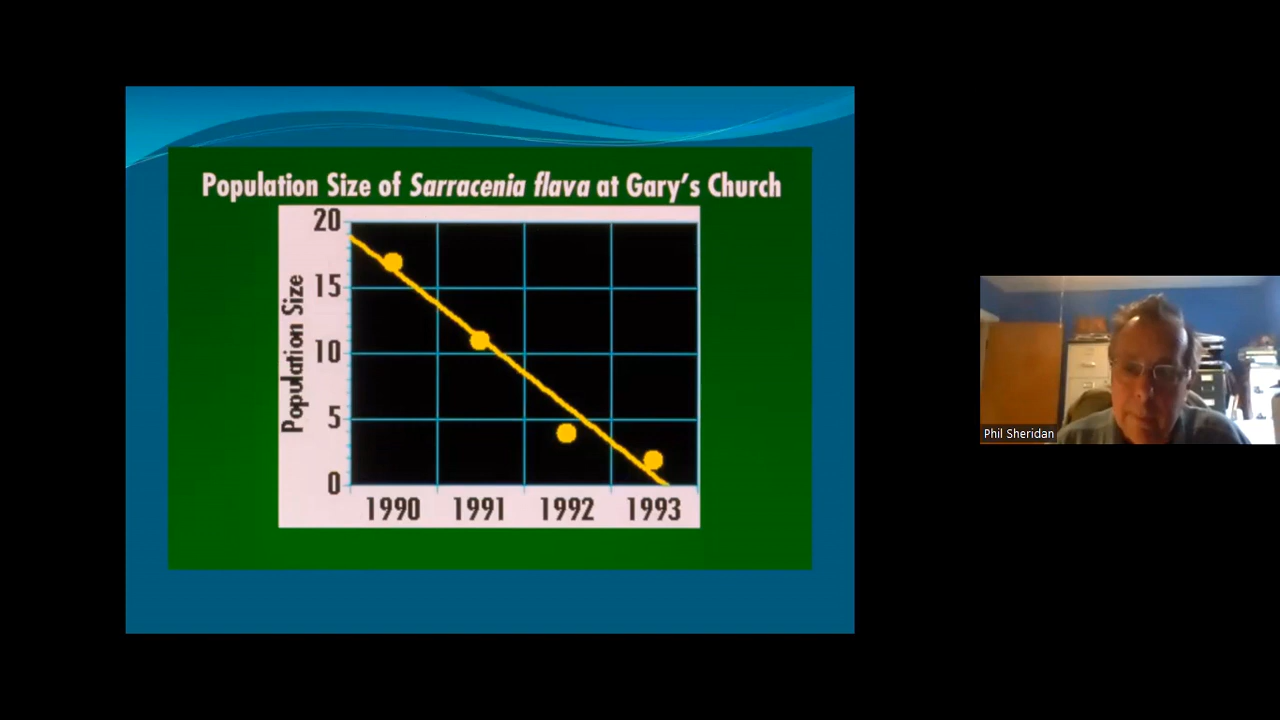 Population Size of Sarracenia flava at Gary's Church
20
15
10
5
0
Population Size
1990 1991 1992 1993
Phil Sheridan